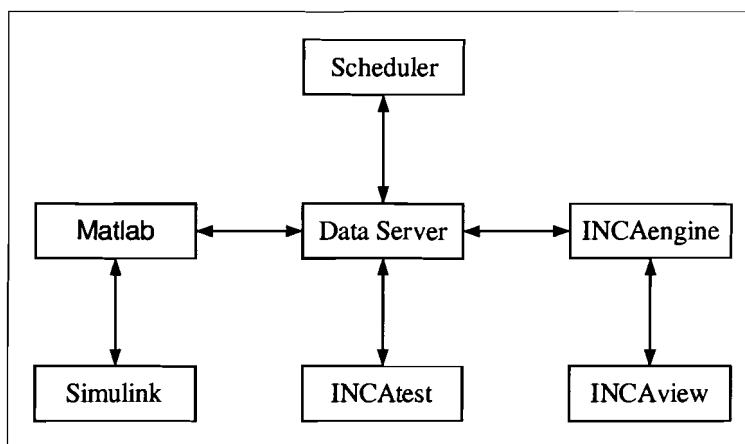 Scheduler
Matlab
Data Server
INCAengine
Simulink
INCAtest
INCAview